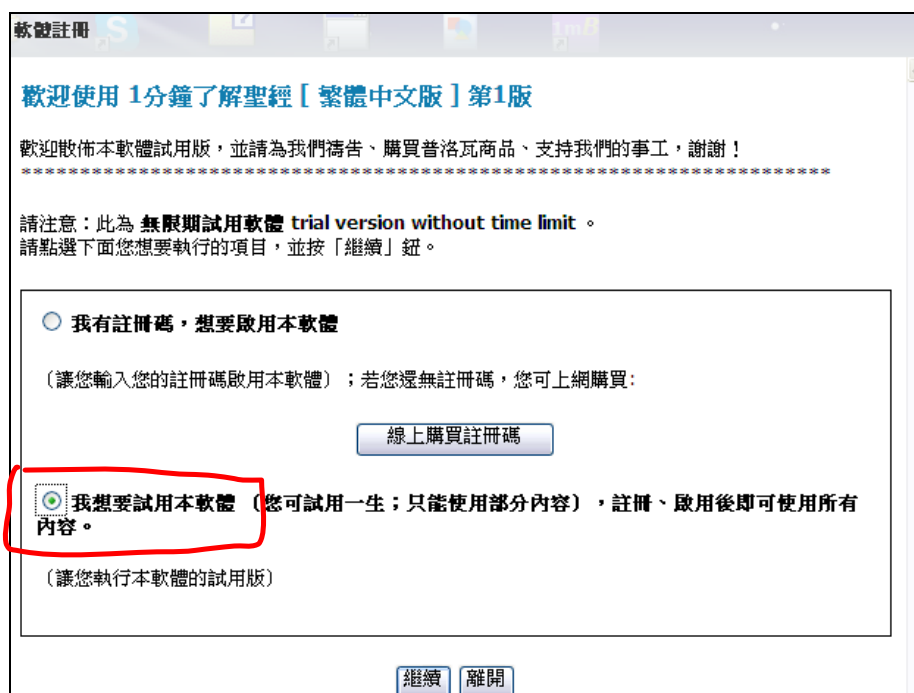 軟體註冊
歡迎使用 1分鐘了解聖經 [ 繁體中文版 ] 第1版
歡迎散佈本軟體試用版，並請為我們禱告、購買普洛瓦商品、支持我們的事工，謝謝！
*********************************************************************
請注意：此為 無限期試用軟體 trial version without time limit 。
請點選下面您想要執行的項目，並按「繼續」鈕。
我有註冊碼，想要啟用本軟體
（讓您輸入您的註冊碼啟用本軟體）；若您還無註冊碼，您可上網購買:
線上購買註冊碼
我想要試用本軟體 （您可試用一生；只能使用部分內容），註冊、啟用後即可使用所有
內容。
（讓您執行本軟體的試用版）
繼續 離開